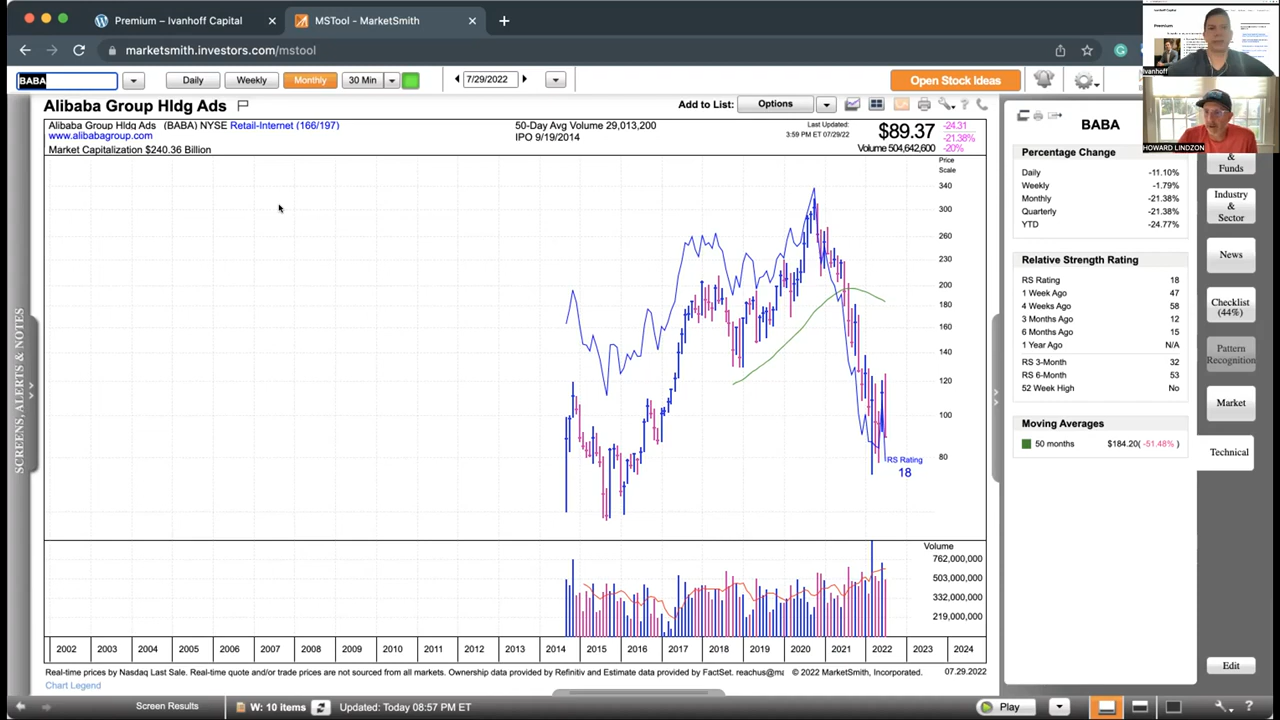 Premium – Ivanhoff Capital
MSTool - MarketSmith
marketsmith.investors.com/mstool
BABA
Daily
Weekly
Monthly
30 Min
7/29/2022
Open Stock Ideas
Alibaba Group Hldg Ads
Add to List:
Options
Alibaba Group Hldg Ads (BABA) NYSE Retail-Internet (166/197)
www.alibabagroup.com
Market Capitalization $240.36 Billion
50-Day Avg Volume 29,013,200
IPO 9/19/2014
Last Updated:
3:59 PM ET 07/29/22
$89.37
Volume 504,642,600
-24.31
-21.38%
-20%
Price
Scale
340
300
260
230
200
180
160
140
120
100
80
RS Rating
18
Volume
762,000,000
503,000,000
332,000,000
219,000,000
2002 2003 2004 2005 2006 2007 2008 2009 2010 2011 2012 2013 2014 2015 2016 2017 2018 2019 2020 2021 2022 2023 2024
Real-time prices by Nasdaq Last Sale. Real-time quote and/or trade prices are not sourced from all markets. Ownership data provided by Refinitiv and Estimate data provided by FactSet. reachus@ma © 2022 MarketSmith, Incorporated.
07.29.2022
Chart Legend
SCREENS, ALERTS & NOTES
BABA
Percentage Change
Daily -11.10%
Weekly -1.79%
Monthly -21.38%
Quarterly -21.38%
YTD -24.77%
Relative Strength Rating
RS Rating 18
1 Week Ago 47
4 Weeks Ago 58
3 Months Ago 12
6 Months Ago 15
1 Year Ago N/A
RS 3-Month 32
RS 6-Month 53
52 Week High No
Moving Averages
50 months $184.20( -51.48% )
& Funds
Industry
&
Sector
News
Checklist
(44%)
Pattern
Recognition
Market
Technical
Edit
Premium
Ivanhoff
HOWARD LINDZON
Screen Results
W: 10 items
Updated: Today 08:57 PM ET
Play